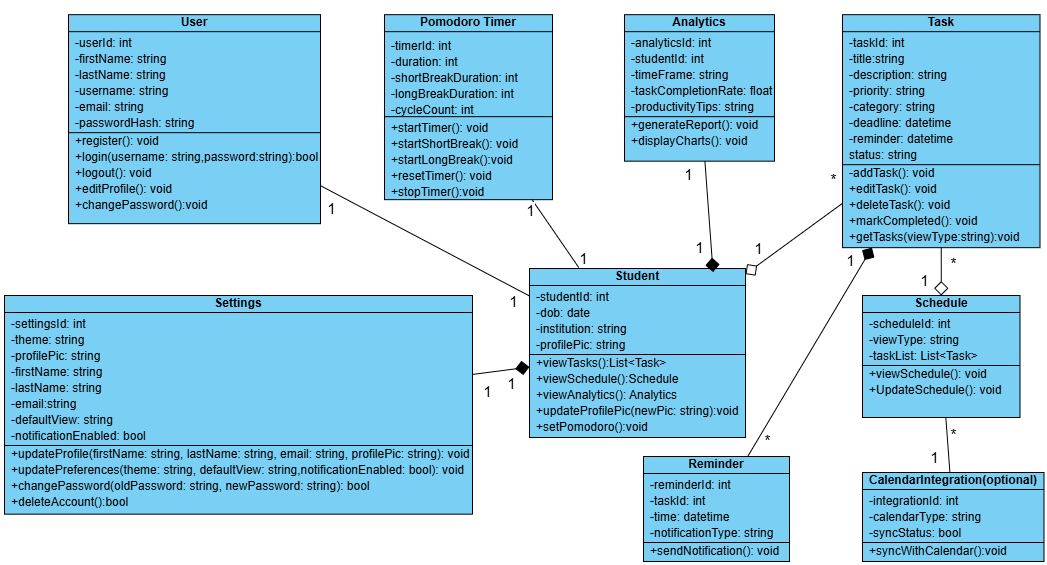 User
-userId: int
-firstName: string
-lastName: string
-username: string
-email: string
-passwordHash: string
+register(): void
+login(username: string,password:string):bool
+logout(): void
+editProfile(): void
+changePassword():void
Pomodoro Timer
-timerId: int
-duration: int
-shortBreakDuration: int
-longBreakDuration: int
-cycleCount: int
+startTimer(): void
+startShortBreak(): void
+startLongBreak():void
+resetTimer(): void
+stopTimer():void
Analytics
-analyticsId: int
-studentId: int
-timeFrame: string
-taskCompletionRate: float
-productivityTips: string
+generateReport(): void
+displayCharts(): void
Task
-taskId: int
-title:string
-description: string
-priority: string
-category: string
-deadline: datetime
-reminder: datetime
status: string
-addTask(): void
+editTask(): void
+deleteTask(): void
+markCompleted(): void
+getTasks(viewType:string):void
1
1
1
1
1
1
*
1
1
*
1
1
1
*
*
1
Student
-studentId: int
-dob: date
-institution: string
-profilePic: string
+viewTasks():List<Task>
+viewSchedule():Schedule
+viewAnalytics(): Analytics
+updateProfilePic(newPic: string):void
+setPomodoro():void
Settings
-settingsId: int
-theme: string
-profilePic: string
-firstName: string
-lastName: string
-email:string
-defaultView: string
-notificationEnabled: bool
+updateProfile(firstName: string, lastName: string, email: string, profilePic: string): void
+updatePreferences(theme: string, defaultView: string,notificationEnabled: bool): void
+changePassword(oldPassword: string, newPassword: string): bool
+deleteAccount():bool
Schedule
-scheduleId: int
-viewType: string
-taskList: List<Task>
+viewSchedule(): void
+UpdateSchedule(): void
Reminder
-reminderId: int
-taskId: int
-time: datetime
-notificationType: string
+sendNotification(): void
CalendarIntegration(optional)
-integrationId: int
-calendarType: string
-syncStatus: bool
+syncWithCalendar():void